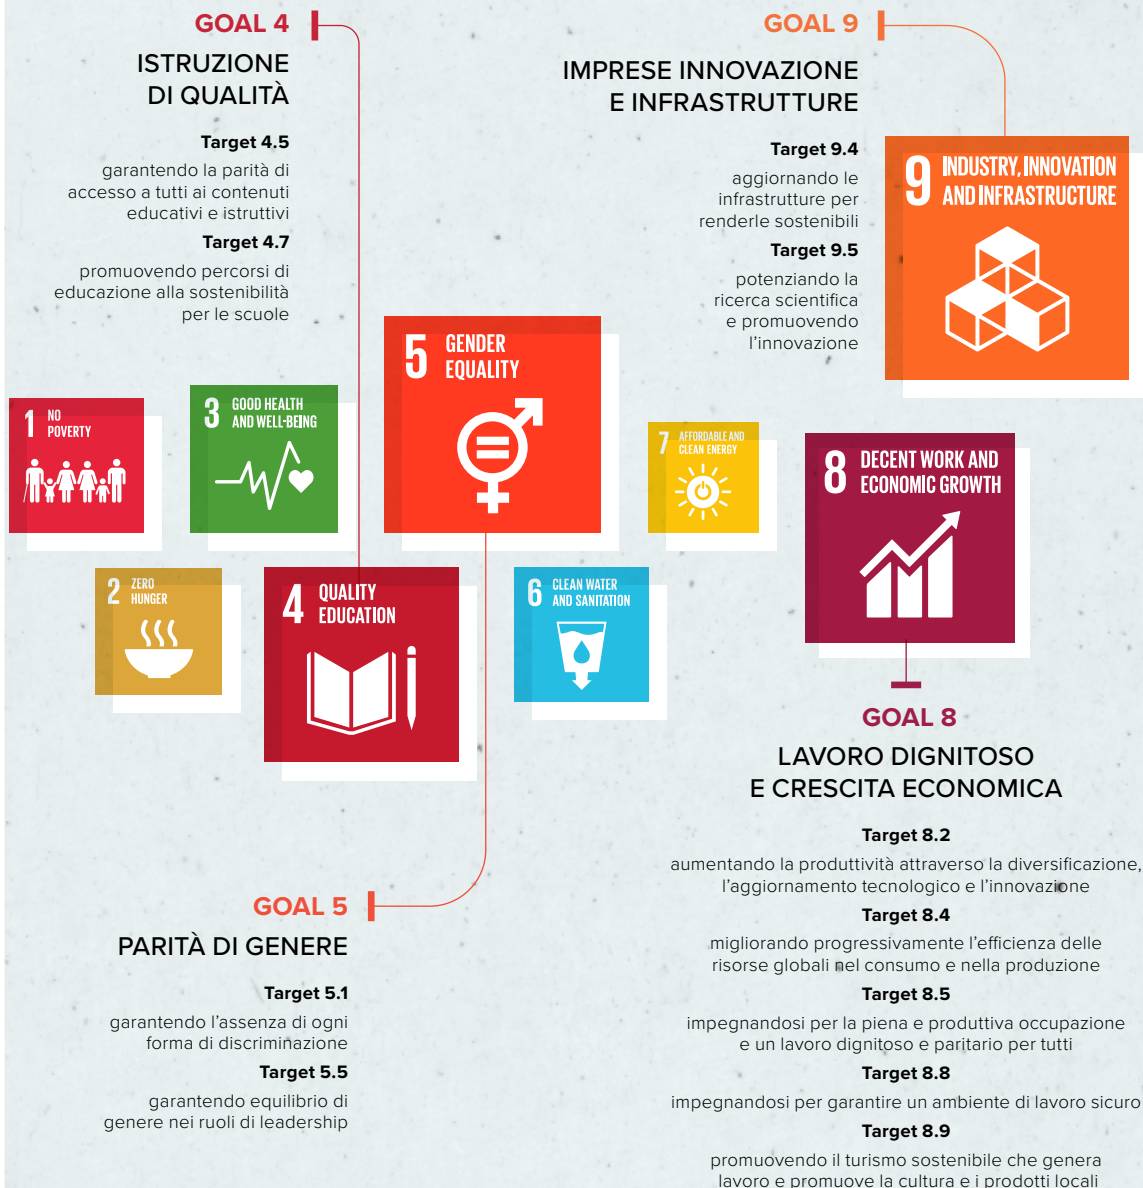 GOAL 4
ISTRUZIONE
DI QUALITÀ
Target 4.5
garantendo la parità di
accesso a tutti ai contenuti
educativi e istruttivi
Target 4.7
promuovendo percorsi di
educazione alla sostenibilità
per le scuole
GOAL 9
IMPRESE INNOVAZIONE
E INFRASTRUTTURE
Target 9.4
aggiornando le
infrastrutture per
renderle sostenibili
Target 9.5
potenziando la
ricerca scientifica
e promuovendo
l’innovazione
9 INDUSTRY, INNOVATION
AND INFRASTRUCTURE
1 NO
POVERTY
2 ZERO
HUNGER
3 GOOD HEALTH
AND WELL-BEING
4 QUALITY
EDUCATION
5 GENDER
EQUALITY
6 CLEAN WATER
AND SANITATION
7 AFFORDABLE AND
CLEAN ENERGY
8 DECENT WORK AND
ECONOMIC GROWTH
GOAL 5
PARITÀ DI GENERE
Target 5.1
garantendo l’assenza di ogni
forma di discriminazione
Target 5.5
garantendo equilibrio di
genere nei ruoli di leadership
GOAL 8
LAVORO DIGNITOSO
E CRESCITA ECONOMICA
Target 8.2
aumentando la produttività attraverso la diversificazione,
l’aggiornamento tecnologico e l’innovazione
Target 8.4
migliorando progressivamente l’efficienza delle
risorse globali nel consumo e nella produzione
Target 8.5
impegnandosi per la piena e produttiva occupazione
e un lavoro dignitoso e paritario per tutti
Target 8.8
impegnandosi per garantire un ambiente di lavoro sicuro
Target 8.9
promuovendo il turismo sostenibile che genera
lavoro e promuove la cultura e i prodotti locali